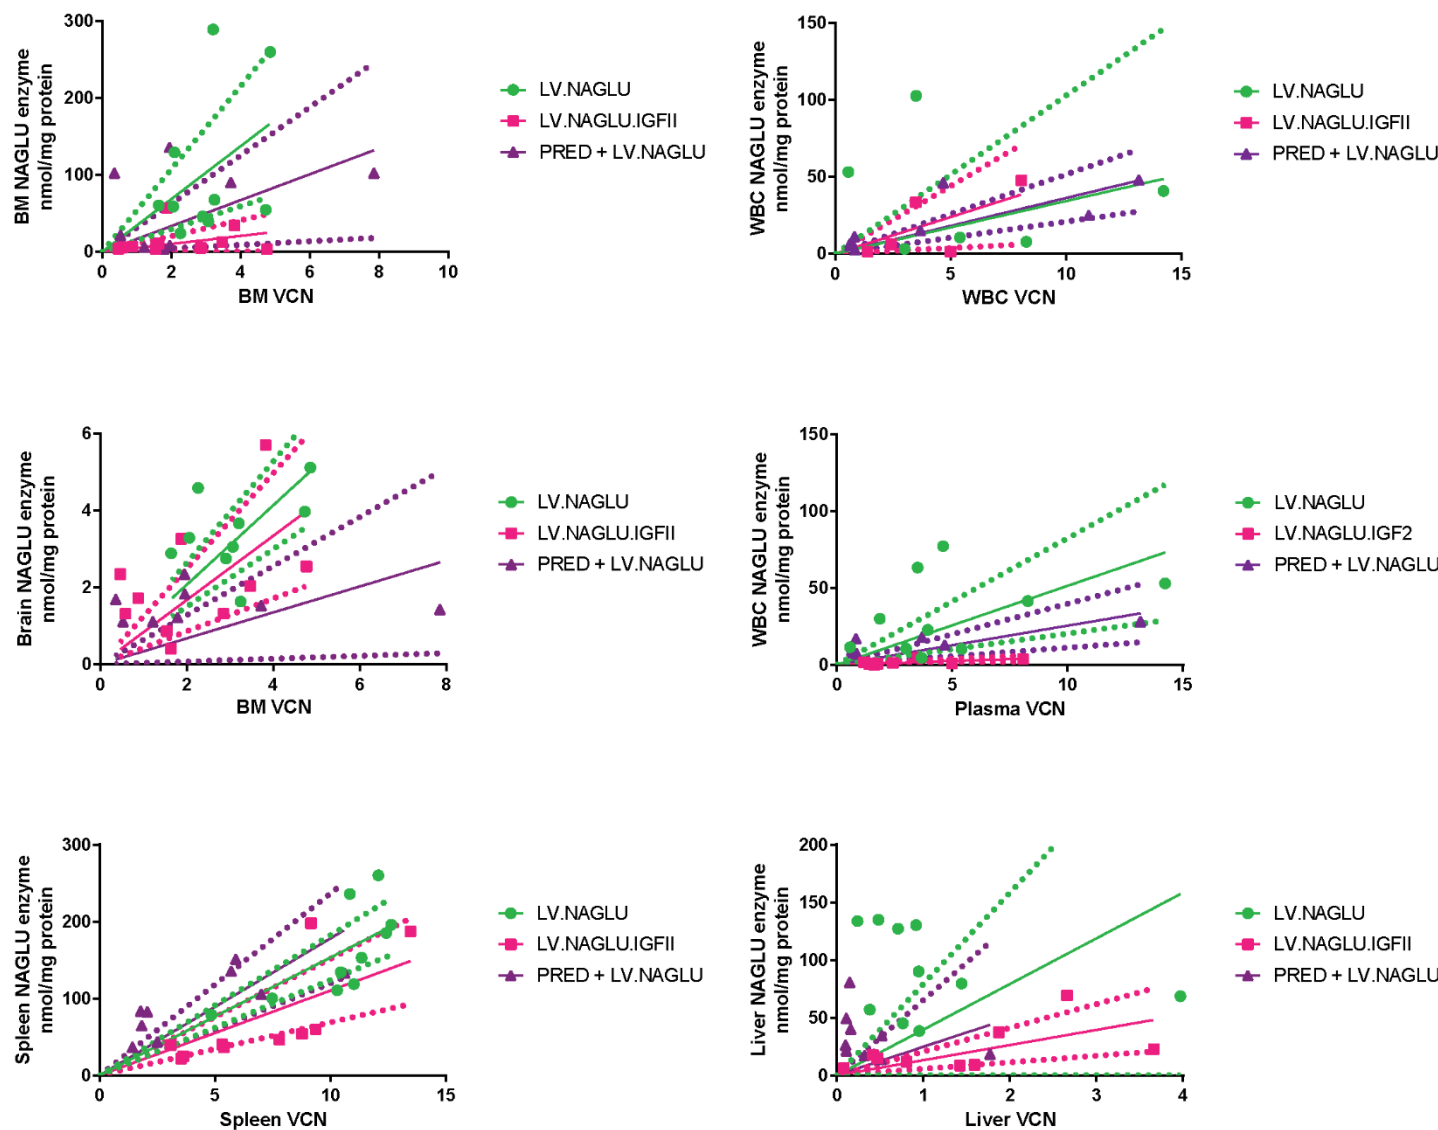 BM NAGLU enzyme
nmol/mg protein
300
200
100
0
0 2 4 6 8 10
BM VCN
LV.NAGLU
LV.NAGLU.IGFII
PRED + LV.NAGLU
WBC NAGLU enzyme
nmol/mg protein
150
100
50
0
0 5 10 15
WBC VCN
LV.NAGLU
LV.NAGLU.IGFII
PRED + LV.NAGLU
Brain NAGLU enzyme
nmol/mg protein
6
4
2
0
0 2 4 6 8
BM VCN
LV.NAGLU
LV.NAGLU.IGFII
PRED + LV.NAGLU
WBC NAGLU enzyme
nmol/mg protein
150
100
50
0
0 5 10 15
Plasma VCN
LV.NAGLU
LV.NAGLU.IGF2
PRED + LV.NAGLU
Spleen NAGLU enzyme
nmol/mg protein
300
200
100
0
0 5 10 15
Spleen VCN
LV.NAGLU
LV.NAGLU.IGFII
PRED + LV.NAGLU
Liver NAGLU enzyme
nmol/mg protein
200
150
100
50
0
0 1 2 3 4
Liver VCN
LV.NAGLU
LV.NAGLU.IGFII
PRED + LV.NAGLU